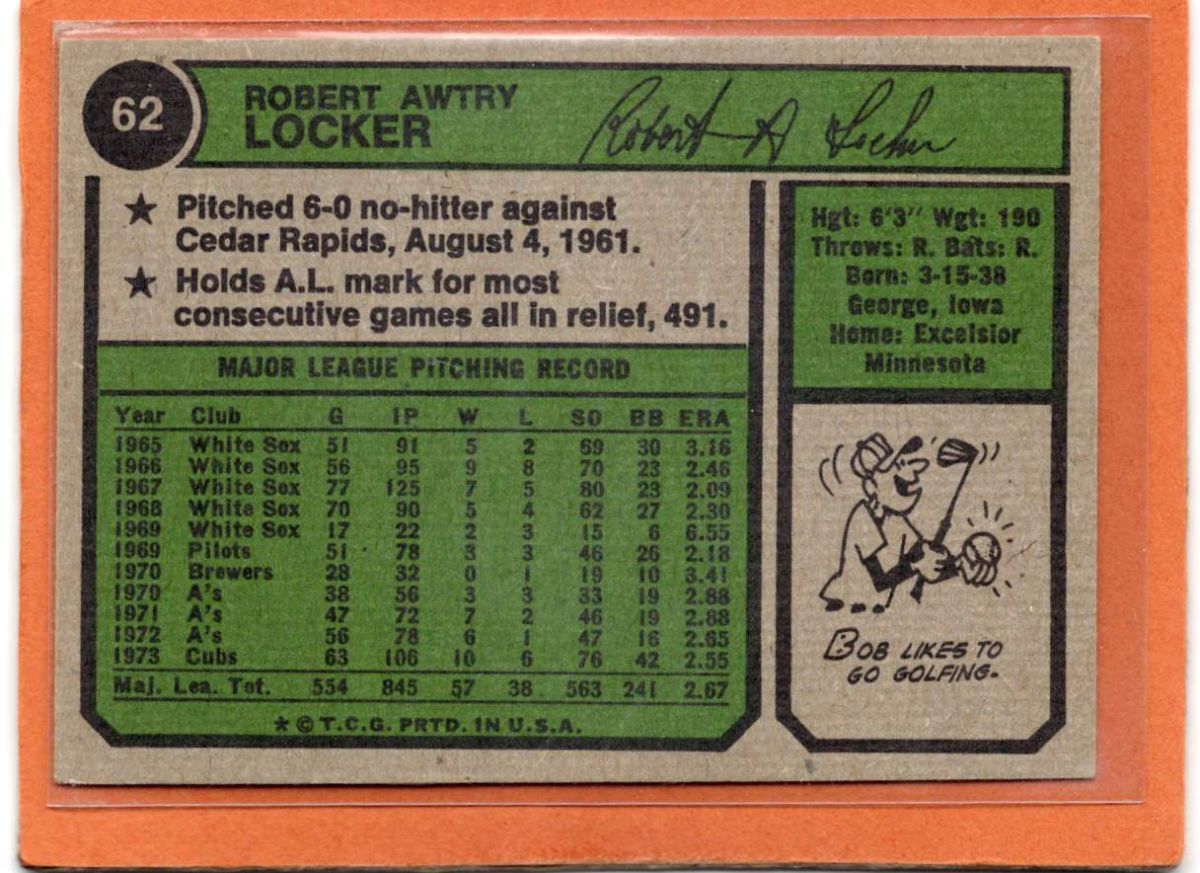 62
ROBERT AWTRY
LOCKER
Robert A Locker
★ Pitched 6-0 no-hitter against
Cedar Rapids, August 4, 1961.
★ Holds A.L. mark for most
consecutive games all in relief, 491.
MAJOR LEAGUE PITCHING RECORD
Year Club G IP W L SO BB ERA
1965 White Sox 51 91 5 2 69 30 3.16
1966 White Sox 56 95 9 8 70 23 2.46
1967 White Sox 77 125 7 5 80 23 2.09
1968 White Sox 70 90 5 4 62 27 2.30
1969 White Sox 17 22 2 3 15 6 6.55
1969 Pilots 51 78 3 3 46 26 2.18
1970 Brewers 28 32 0 1 19 10 3.41
1970 A's 38 56 3 3 33 19 2.88
1971 A's 47 72 7 2 46 19 2.88
1972 A's 56 78 6 1 47 16 2.65
1973 Cubs 63 106 10 6 76 42 2.55
Maj. Lea. Tot. 554 845 57 38 563 241 2.67
* © T.C.G. PRTD. IN U.S.A.
Hgt: 6'3'' Wgt: 190
Throws: R. Bats: R.
Born: 3-15-38
George, Iowa
Home: Excelsior
Minnesota
BOB LIKES TO
GO GOLFING.